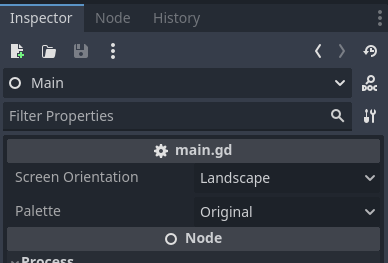 Inspector
Node
History
Main
DOC
Filter Properties
main.gd
Screen Orientation
Landscape
Palette
Original
Node
Process